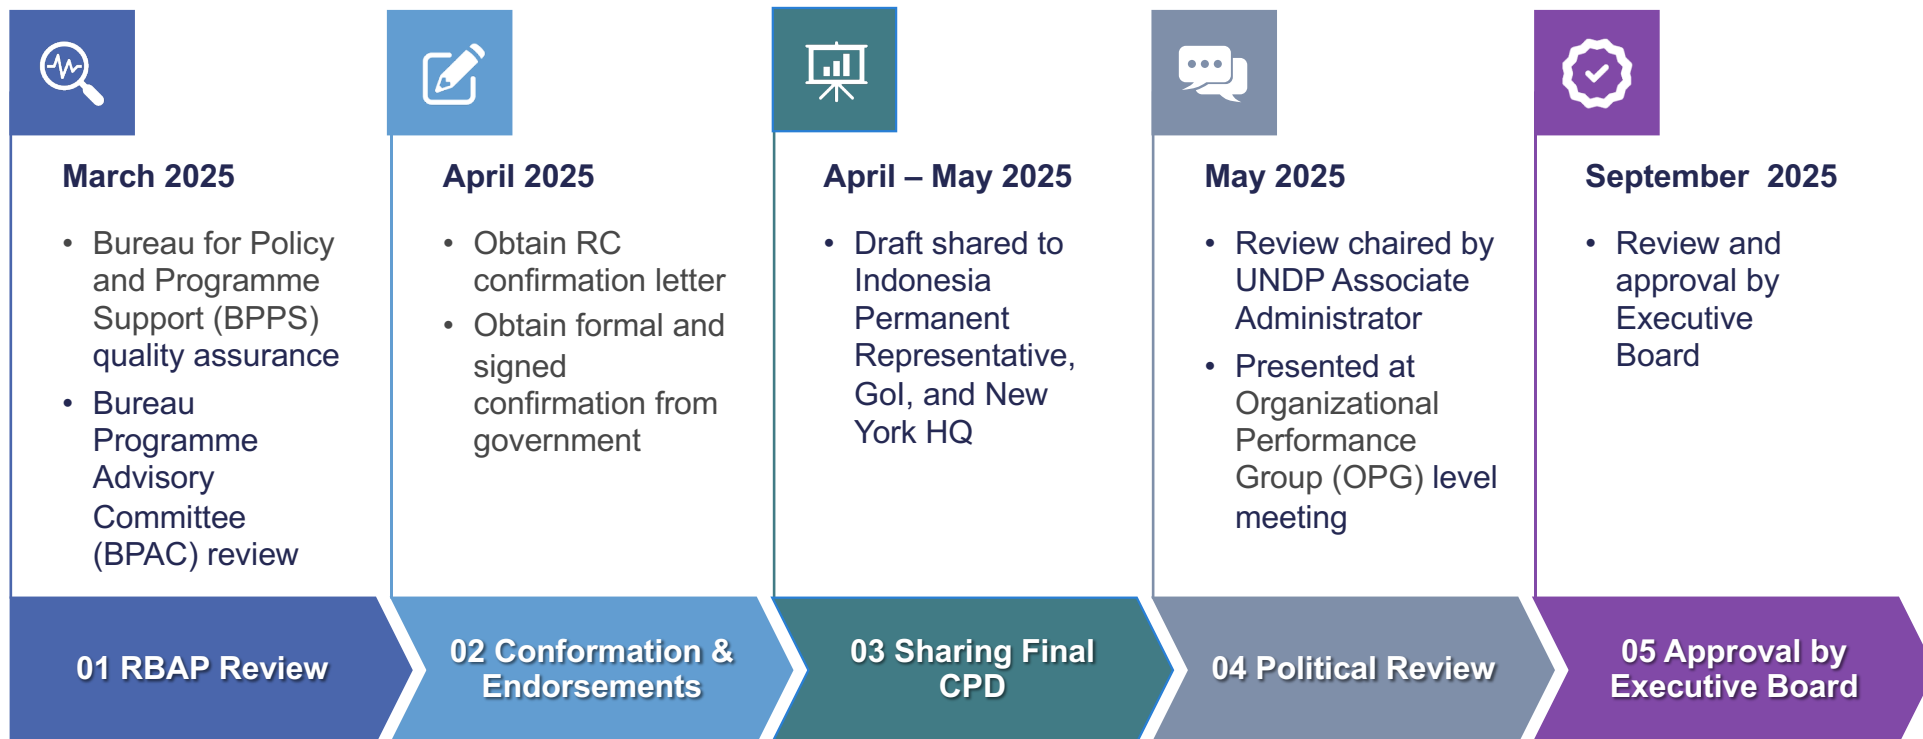 March 2025
• Bureau for Policy
and Programme
Support (BPPS)
quality assurance
• Bureau
Programme
Advisory
Committee
(BPAC) review
01 RBAP Review
April 2025
• Obtain RC
confirmation letter
• Obtain formal and
signed
confirmation from
government
02 Conformation &
Endorsements
April – May 2025
• Draft shared to
Indonesia
Permanent
Representative,
GoI, and New
York HQ
03 Sharing Final
CPD
May 2025
• Review chaired by
UNDP Associate
Administrator
• Presented at
Organizational
Performance
Group (OPG) level
meeting
04 Political Review
September 2025
• Review and
approval by
Executive
Board
05 Approval by
Executive Board